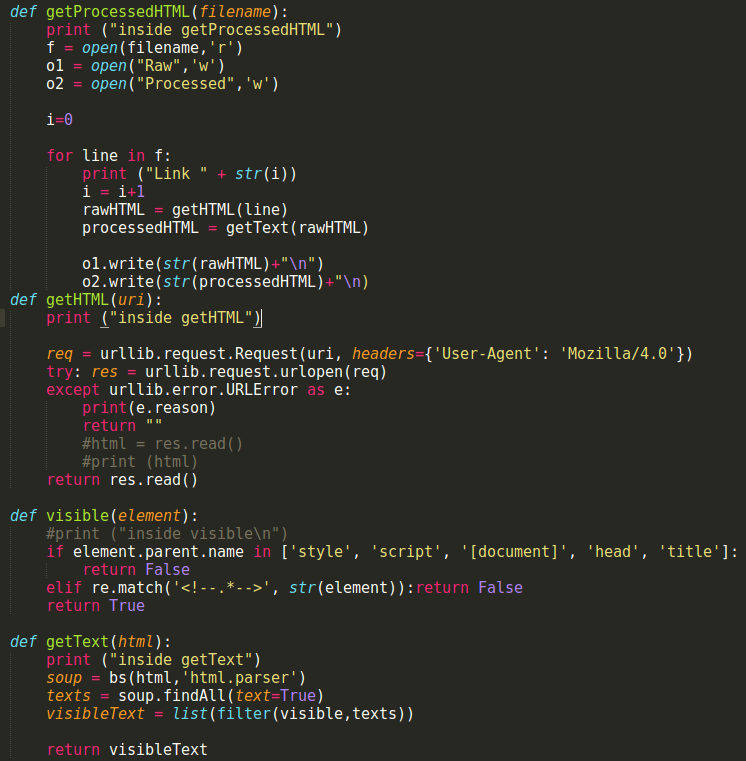 def getProcessedHTML(filename):
    print ("inside getProcessedHTML")
    f = open(filename,'r')
    o1 = open("Raw",'w')
    o2 = open("Processed",'w')

    i=0

    for line in f:
        print ("Link " + str(i))
        i = i+1
        rawHTML = getHTML(line)
        processedHTML = getText(rawHTML)

        o1.write(str(rawHTML)+"\n")
        o2.write(str(processedHTML)+"\n)
def getHTML(uri):
    print ("inside getHTML")

    req = urllib.request.Request(uri, headers={'User-Agent': 'Mozilla/4.0'})
    try: res = urllib.request.urlopen(req)
    except urllib.error.URLError as e:
        print(e.reason)
        return ""
        #html = res.read()
        #print (html)
    return res.read()

def visible(element):
    #print ("inside visible\n")
    if element.parent.name in ['style', 'script', '[document]', 'head', 'title']:
        return False
    elif re.match('<!--.*-->', str(element)):return False
    return True

def getText(html):
    print ("inside getText")
    soup = bs(html,'html.parser')
    texts = soup.findAll(text=True)
    visibleText = list(filter(visible,texts))

    return visibleText